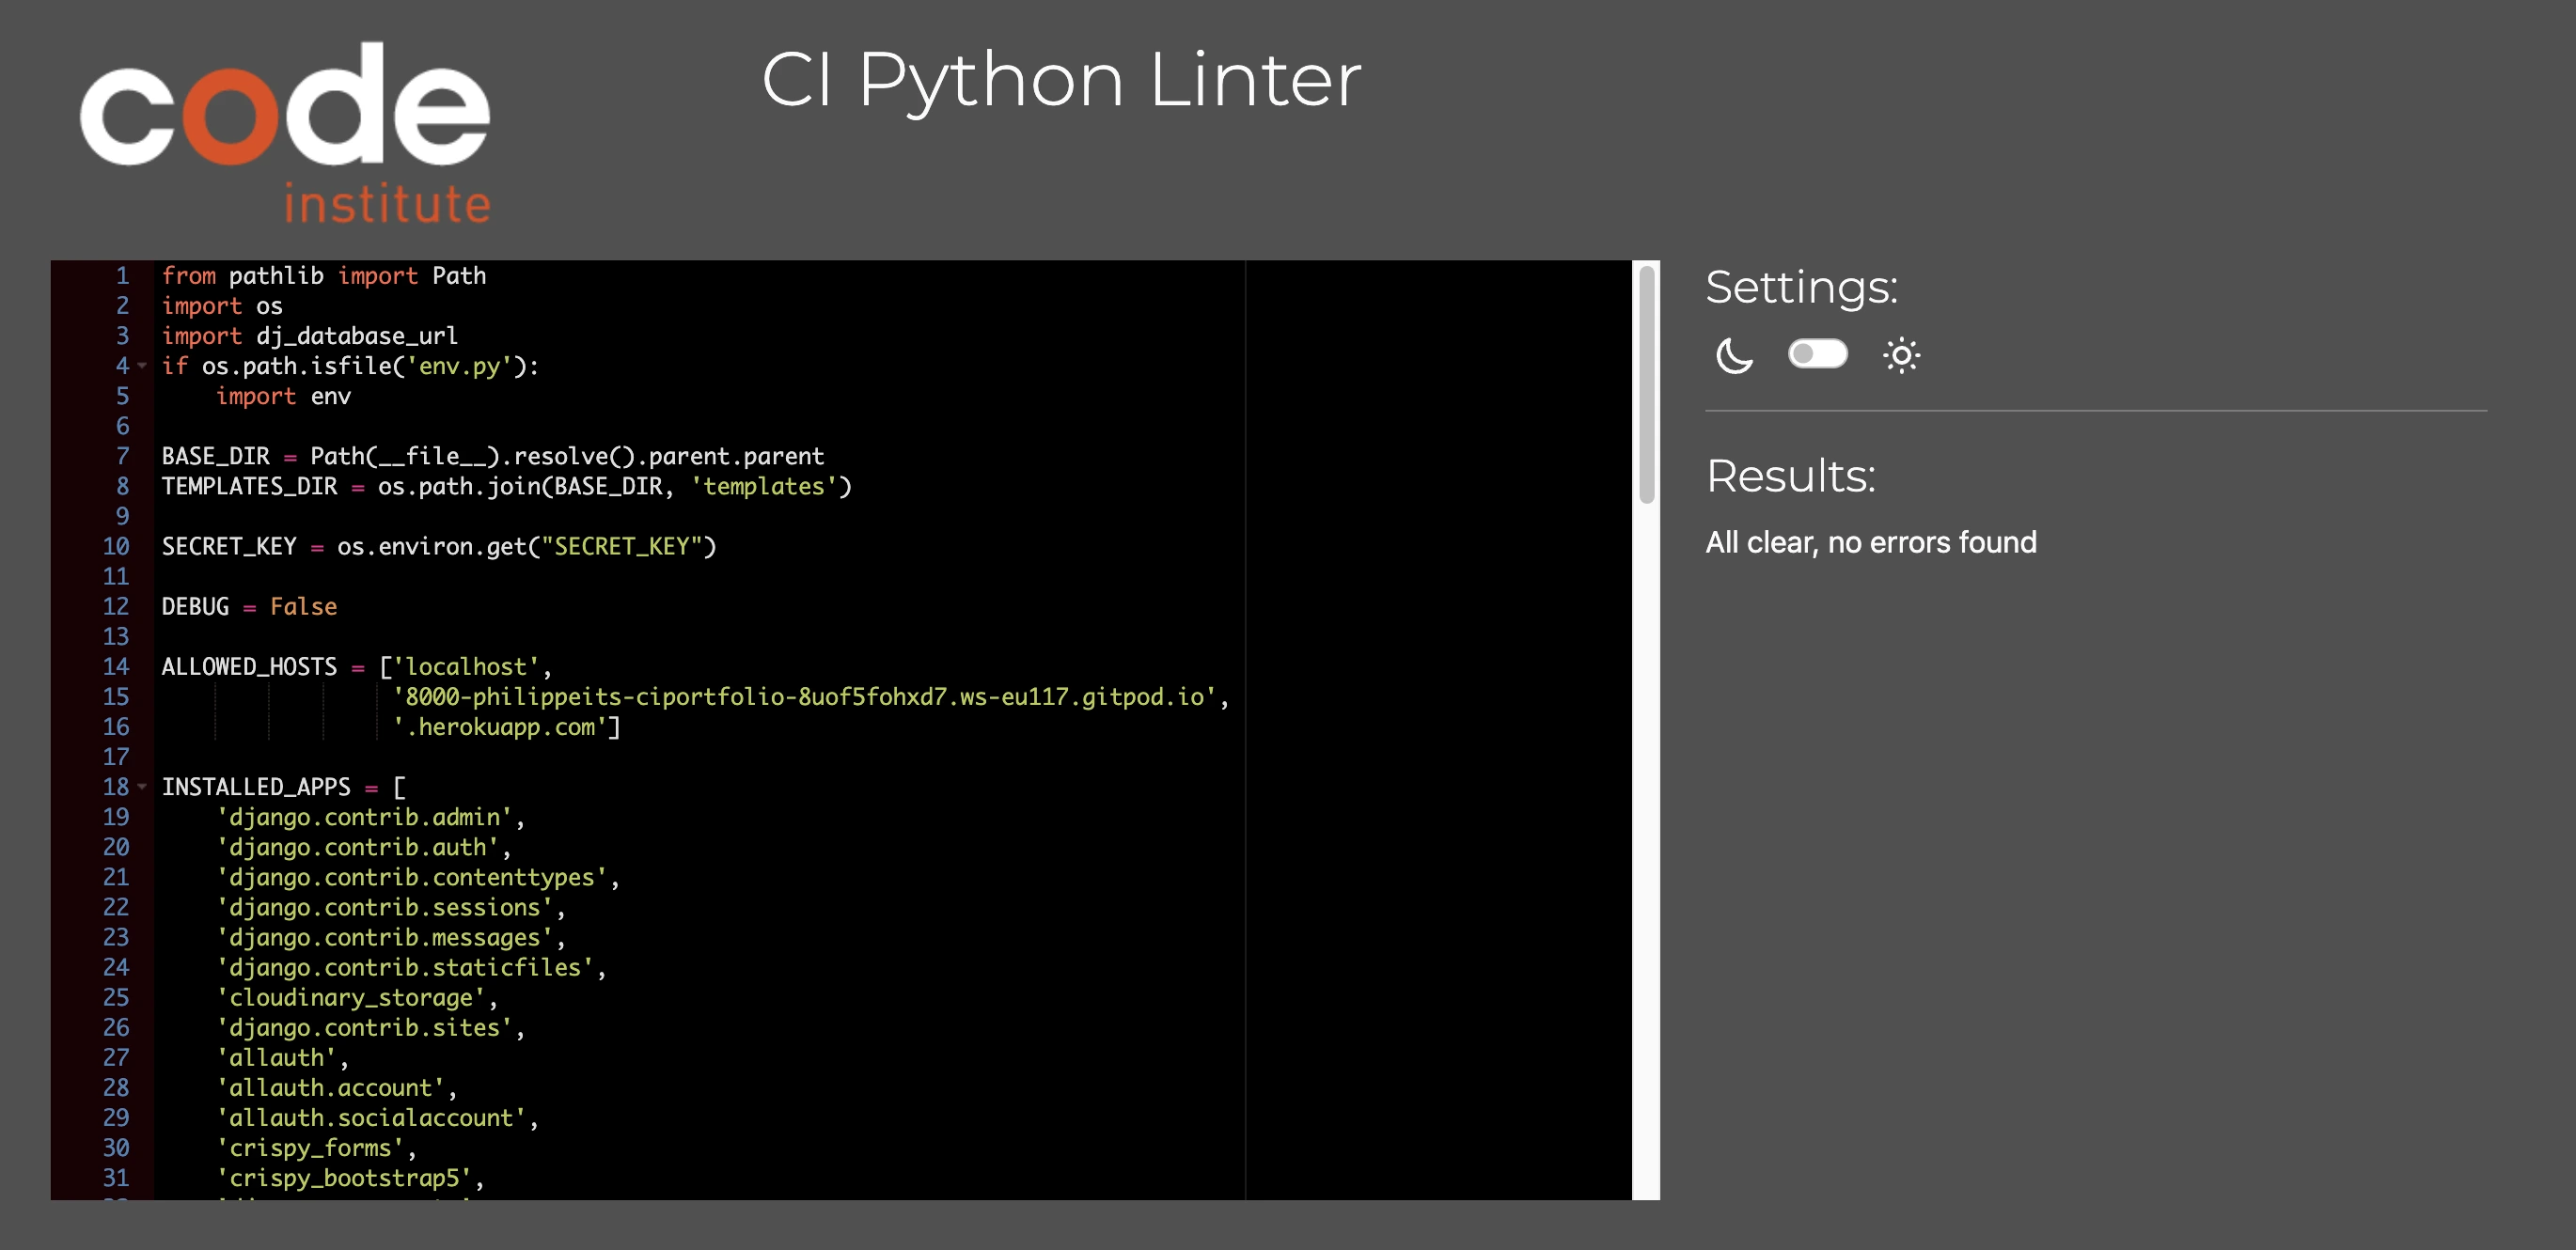 code
institute
CI Python Linter
1 from pathlib import Path
2 import os
3 import dj_database_url
4 if os.path.isfile('env.py'):
5     import env
6
7 BASE_DIR = Path(__file__).resolve().parent.parent
8 TEMPLATES_DIR = os.path.join(BASE_DIR, 'templates')
9
10 SECRET_KEY = os.environ.get("SECRET_KEY")
11
12 DEBUG = False
13
14 ALLOWED_HOSTS = ['localhost',
15                  '8000-philippeits-ciportfolio-8uof5fohxd7.ws-eu117.gitpod.io',
16                  '.herokuapp.com']
17
18 INSTALLED_APPS = [
19     'django.contrib.admin',
20     'django.contrib.auth',
21     'django.contrib.contenttypes',
22     'django.contrib.sessions',
23     'django.contrib.messages',
24     'django.contrib.staticfiles',
25     'cloudinary_storage',
26     'django.contrib.sites',
27     'allauth',
28     'allauth.account',
29     'allauth.socialaccount',
30     'crispy_forms',
31     'crispy_bootstrap5',
Settings:
Results:
All clear, no errors found